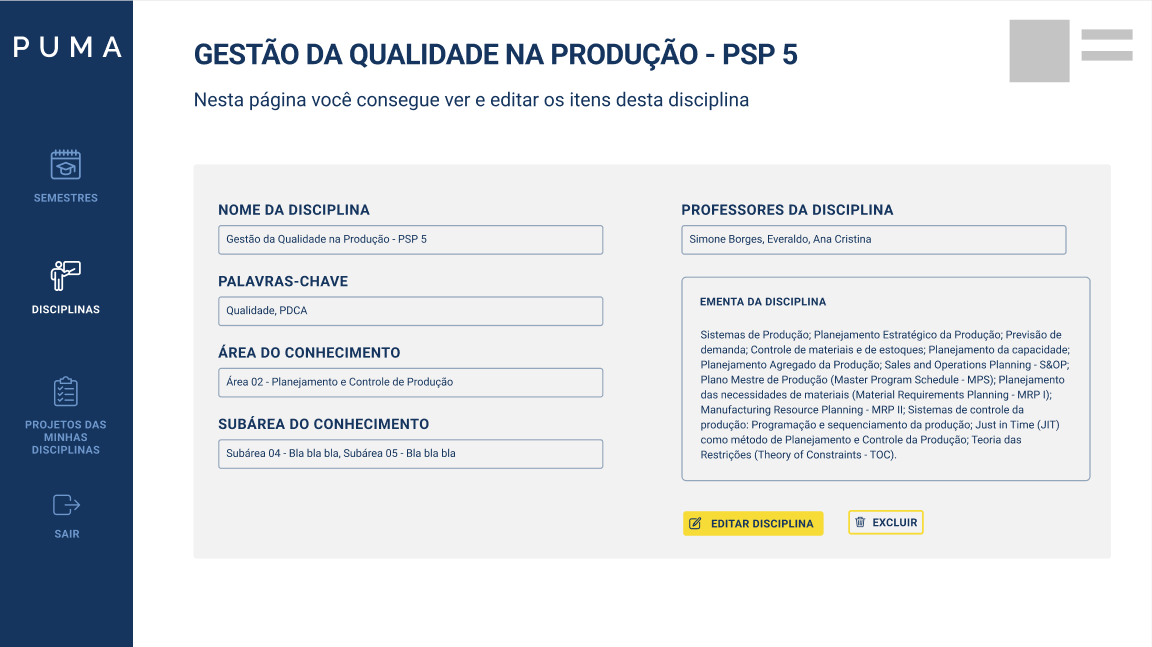 PUMA
SEMESTRES
DISCIPLINAS
PROJETOS DAS
MINHAS
DISCIPLINAS
SAIR
GESTÃO DA QUALIDADE NA PRODUÇÃO - PSP 5
Nesta página você consegue ver e editar os itens desta disciplina
NOME DA DISCIPLINA
Gestão da Qualidade na Produção - PSP 5
PALAVRAS-CHAVE
Qualidade, PDCA
ÁREA DO CONHECIMENTO
Área 02 - Planejamento e Controle de Produção
SUBÁREA DO CONHECIMENTO
Subárea 04 - Bla bla bla, Subárea 05 - Bla bla bla
PROFESSORES DA DISCIPLINA
Simone Borges, Everaldo, Ana Cristina
EMENTA DA DISCIPLINA
Sistemas de Produção; Planejamento Estratégico da Produção; Previsão de
demanda; Controle de materiais e de estoques; Planejamento da capacidade;
Planejamento Agregado da Produção; Sales and Operations Planning - S&OP;
Plano Mestre de Produção (Master Program Schedule - MPS); Planejamento
das necessidades de materiais (Material Requirements Planning - MRP I);
Manufacturing Resource Planning - MRP II; Sistemas de controle da
produção: Programação e sequenciamento da produção; Just in Time (JIT)
como método de Planejamento e Controle da Produção; Teoria das
Restrições (Theory of Constraints - TOC).
EDITAR DISCIPLINA
EXCLUIR